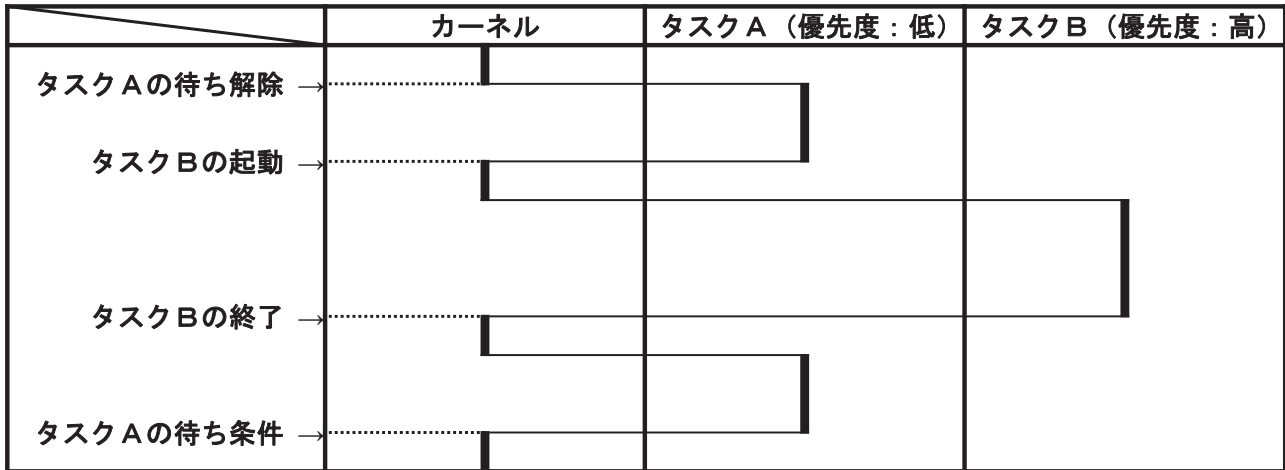 カーネル
タスクA（優先度：低）
タスクB（優先度：高）
タスクAの待ち解除 →
タスクBの起動 →
タスクBの終了 →
タスクAの待ち条件 →